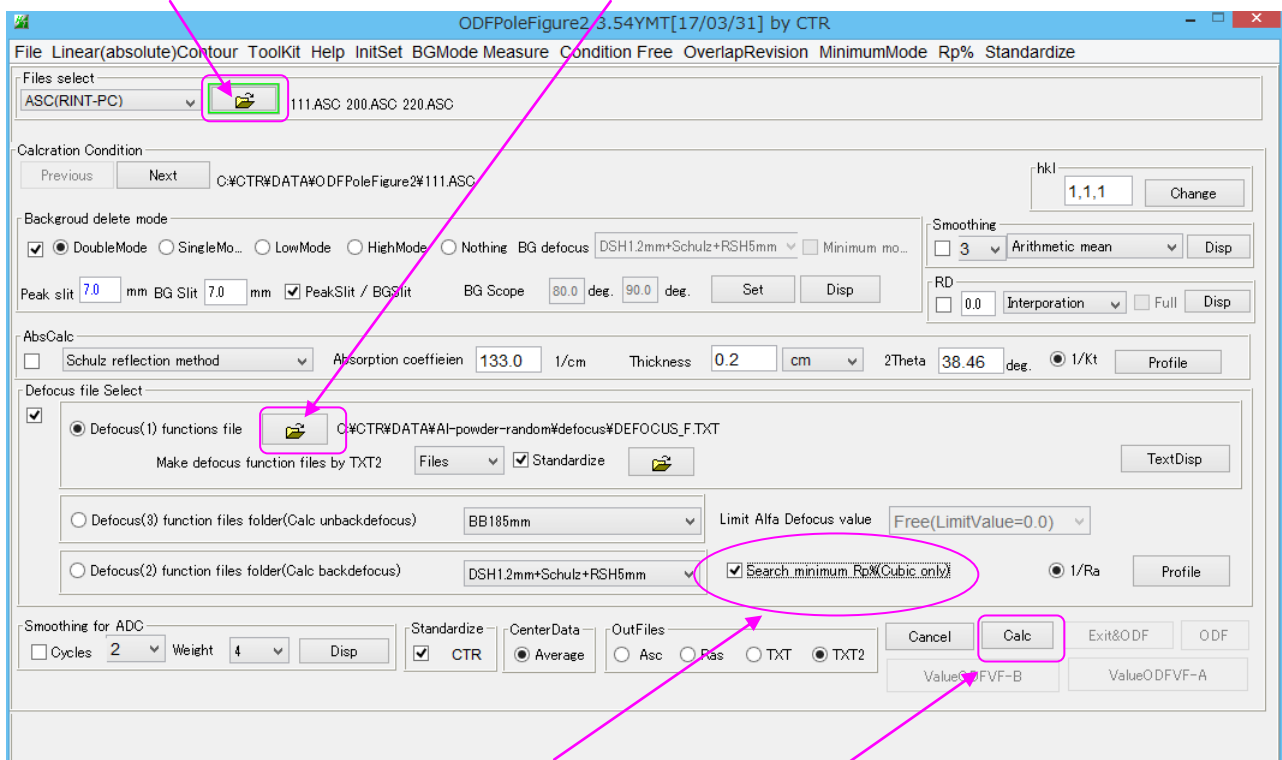 ODFPoleFigure2 3.54YMT[17/03/31] by CTR
File Linear(absolute)Contour ToolKit Help InitSet BGMode Measure Condition Free OverlapRevision MinimumMode Rp% Standardize
Files select
ASC(RINT-PC) 111.ASC 200.ASC 220.ASC
Calcration Condition
Previous Next C:¥CTR¥DATA¥ODFPoleFigure2¥111.ASC
hkl
1,1,1 Change
Backgroud delete mode
DoubleMode SingleMo... LowMode HighMode Nothing BG defocus DSH1.2mm+Schulz+RSH5mm Minimum mo...
Peak slit 7.0 mm BG Slit 7.0 mm PeakSlit / BGSlit BG Scope 80.0 deg. 90.0 deg. Set Disp
Smoothing
3 Arithmetic mean Disp
RD
0.0 Interporation Full Disp
AbsCalc
Schulz reflection method Absorption coeffieien 133.0 1/cm Thickness 0.2 cm 2Theta 38.46 deg. 1/Kt Profile
Defocus file Select
Defocus(1) functions file C:¥CTR¥DATA¥Al-powder-random¥defocus¥DEFOCUS_F.TXT
Make defocus function files by TXT2 Files Standardize TextDisp
Defocus(3) function files folder(Calc unbackdefocus) BB185mm Limit Alfa Defocus value Free(LimitValue=0.0)
Defocus(2) function files folder(Calc backdefocus) DSH1.2mm+Schulz+RSH5mm Search minimum Rp%(Cubic only) 1/Ra Profile
Smoothing for ADC
Cycles 2 Weight 4 Disp
Standardize
CTR
CenterData
Average
OutFiles
Asc Ras TXT TXT2
Cancel Calc Exit&ODF ODF
ValueODFVF-B ValueODFVF-A